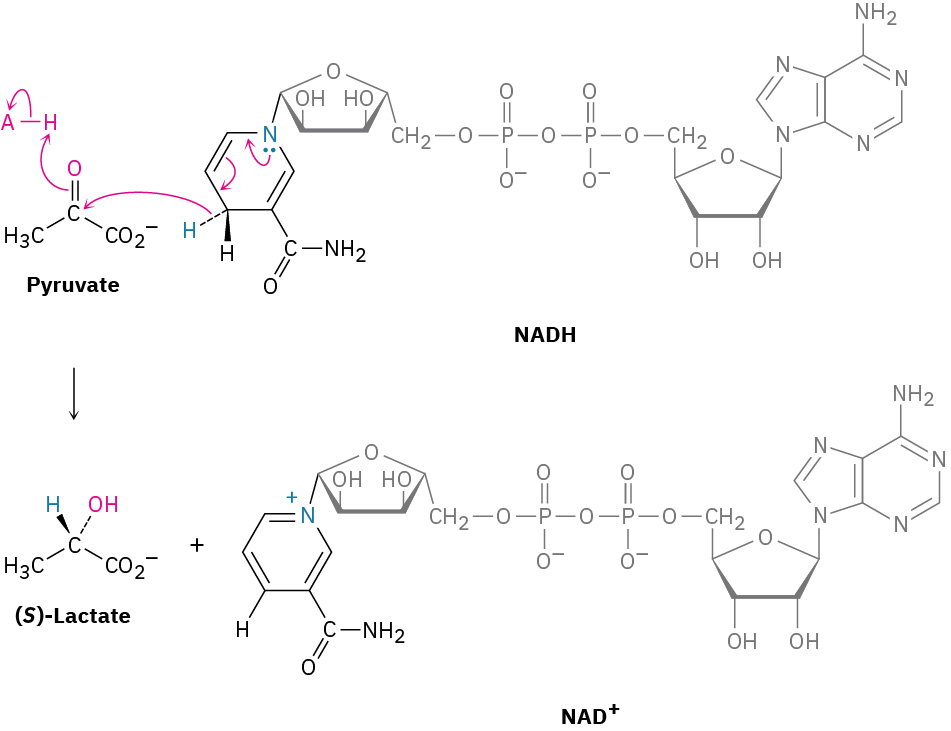 NH₂
O
OH HO
N
N
A H
N
CH₂ O P O P O CH₂
O O
N
N
O
O⁻ O⁻
O
C
H₃C CO₂⁻
H
H
C NH₂
O
OH OH
Pyruvate
NADH
NH₂
O
OH HO
N
N
H OH
+
N
CH₂ O P O P O CH₂
O O
N
N
O
O⁻ O⁻
C
H₃C CO₂⁻
+
(S)-Lactate
H
C NH₂
O
OH OH
NAD⁺